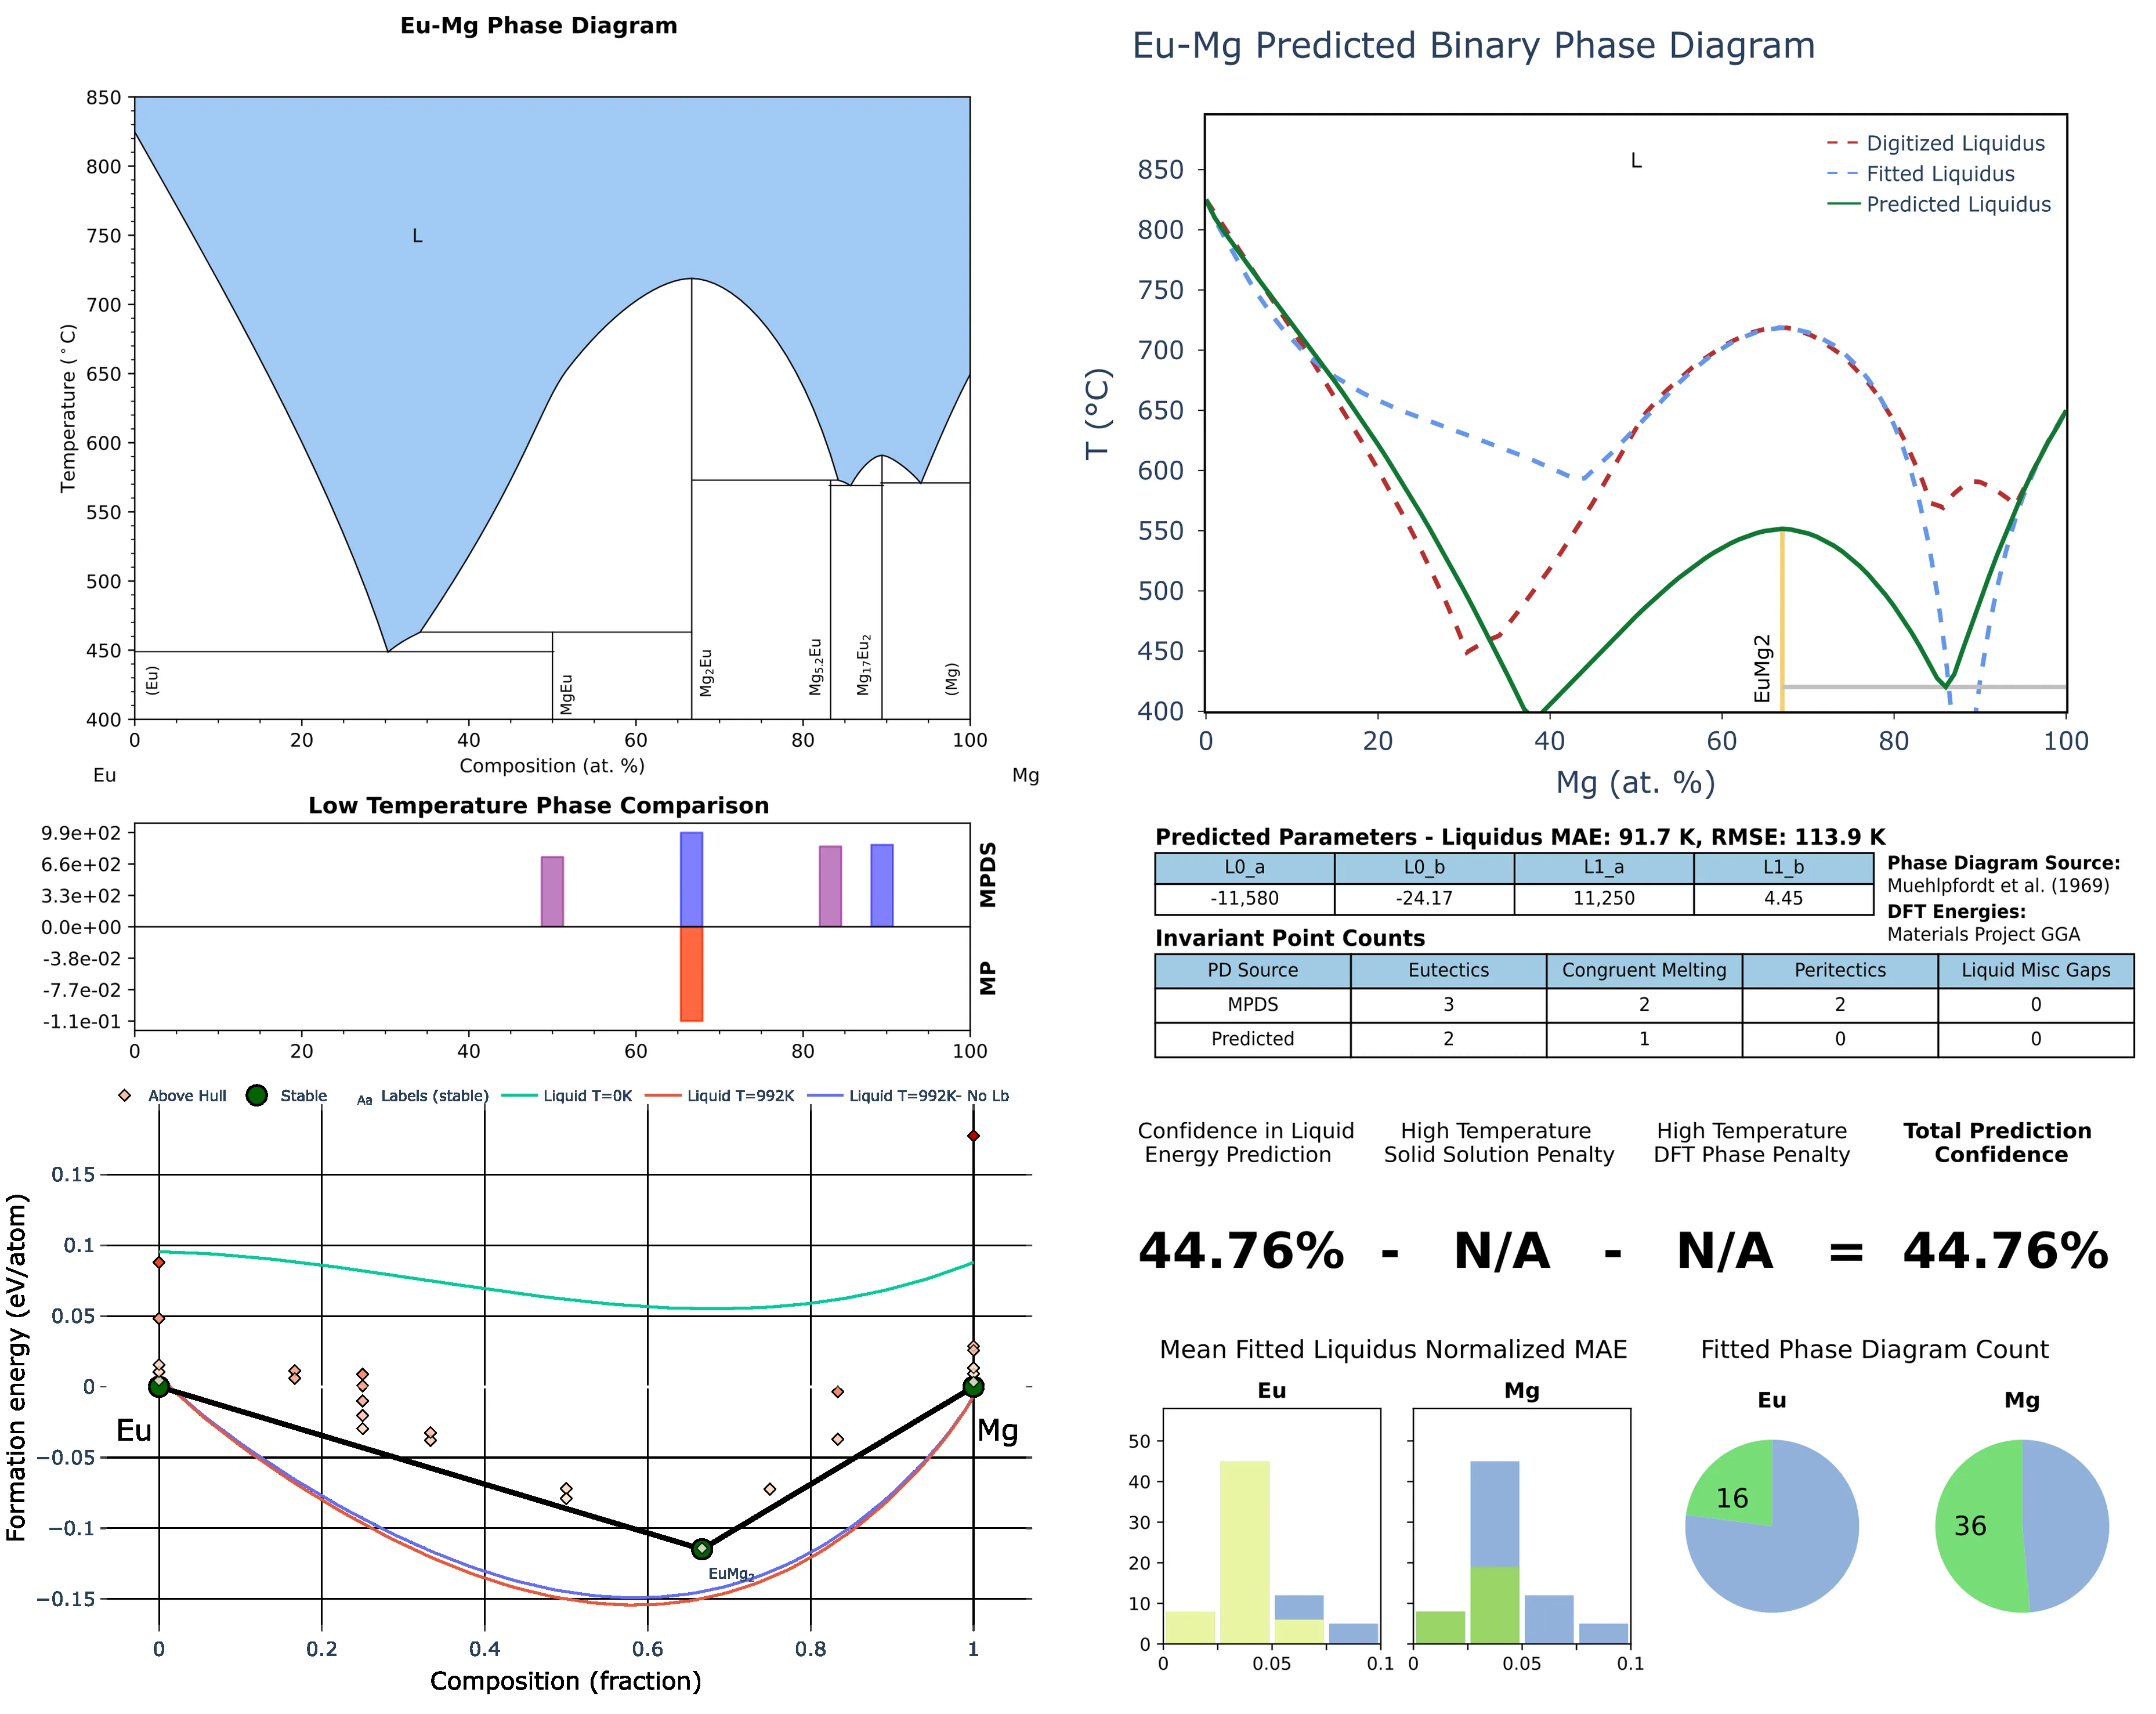 Eu-Mg Phase Diagram
850
800
750
700
650
600
550
500
450
400
Temperature (°C)
L
(Eu)
MgEu
Mg2Eu
Mg5.2Eu
Mg17Eu2
(Mg)
0 20 40 60 80 100
Composition (at. %)
Eu Mg
Low Temperature Phase Comparison
9.9e+02
6.6e+02
3.3e+02
0.0e+00
-3.8e-02
-7.7e-02
-1.1e-01
MPDS
MP
0 20 40 60 80 100
Above Hull Stable Aa Labels (stable) Liquid T=0K Liquid T=992K Liquid T=992K- No Lb
0.15
0.1
0.05
0
−0.05
−0.1
−0.15
Formation energy (eV/atom)
Eu
Mg
EuMg2
0 0.2 0.4 0.6 0.8 1
Composition (fraction)
Eu-Mg Predicted Binary Phase Diagram
Digitized Liquidus
Fitted Liquidus
Predicted Liquidus
L
850
800
750
700
650
600
550
500
450
400
T (°C)
EuMg2
0 20 40 60 80 100
Mg (at. %)
Predicted Parameters - Liquidus MAE: 91.7 K, RMSE: 113.9 K
L0_a L0_b L1_a L1_b
-11,580 -24.17 11,250 4.45
Phase Diagram Source:
Muehlpfordt et al. (1969)
DFT Energies:
Materials Project GGA
Invariant Point Counts
PD Source Eutectics Congruent Melting Peritectics Liquid Misc Gaps
MPDS 3 2 2 0
Predicted 2 1 0 0
Confidence in Liquid
Energy Prediction
High Temperature
Solid Solution Penalty
High Temperature
DFT Phase Penalty
Total Prediction
Confidence
44.76% - N/A - N/A = 44.76%
Mean Fitted Liquidus Normalized MAE
Eu
Mg
50
40
30
20
10
0
0 0.05 0.1
0 0.05 0.1
Fitted Phase Diagram Count
Eu
16
Mg
36